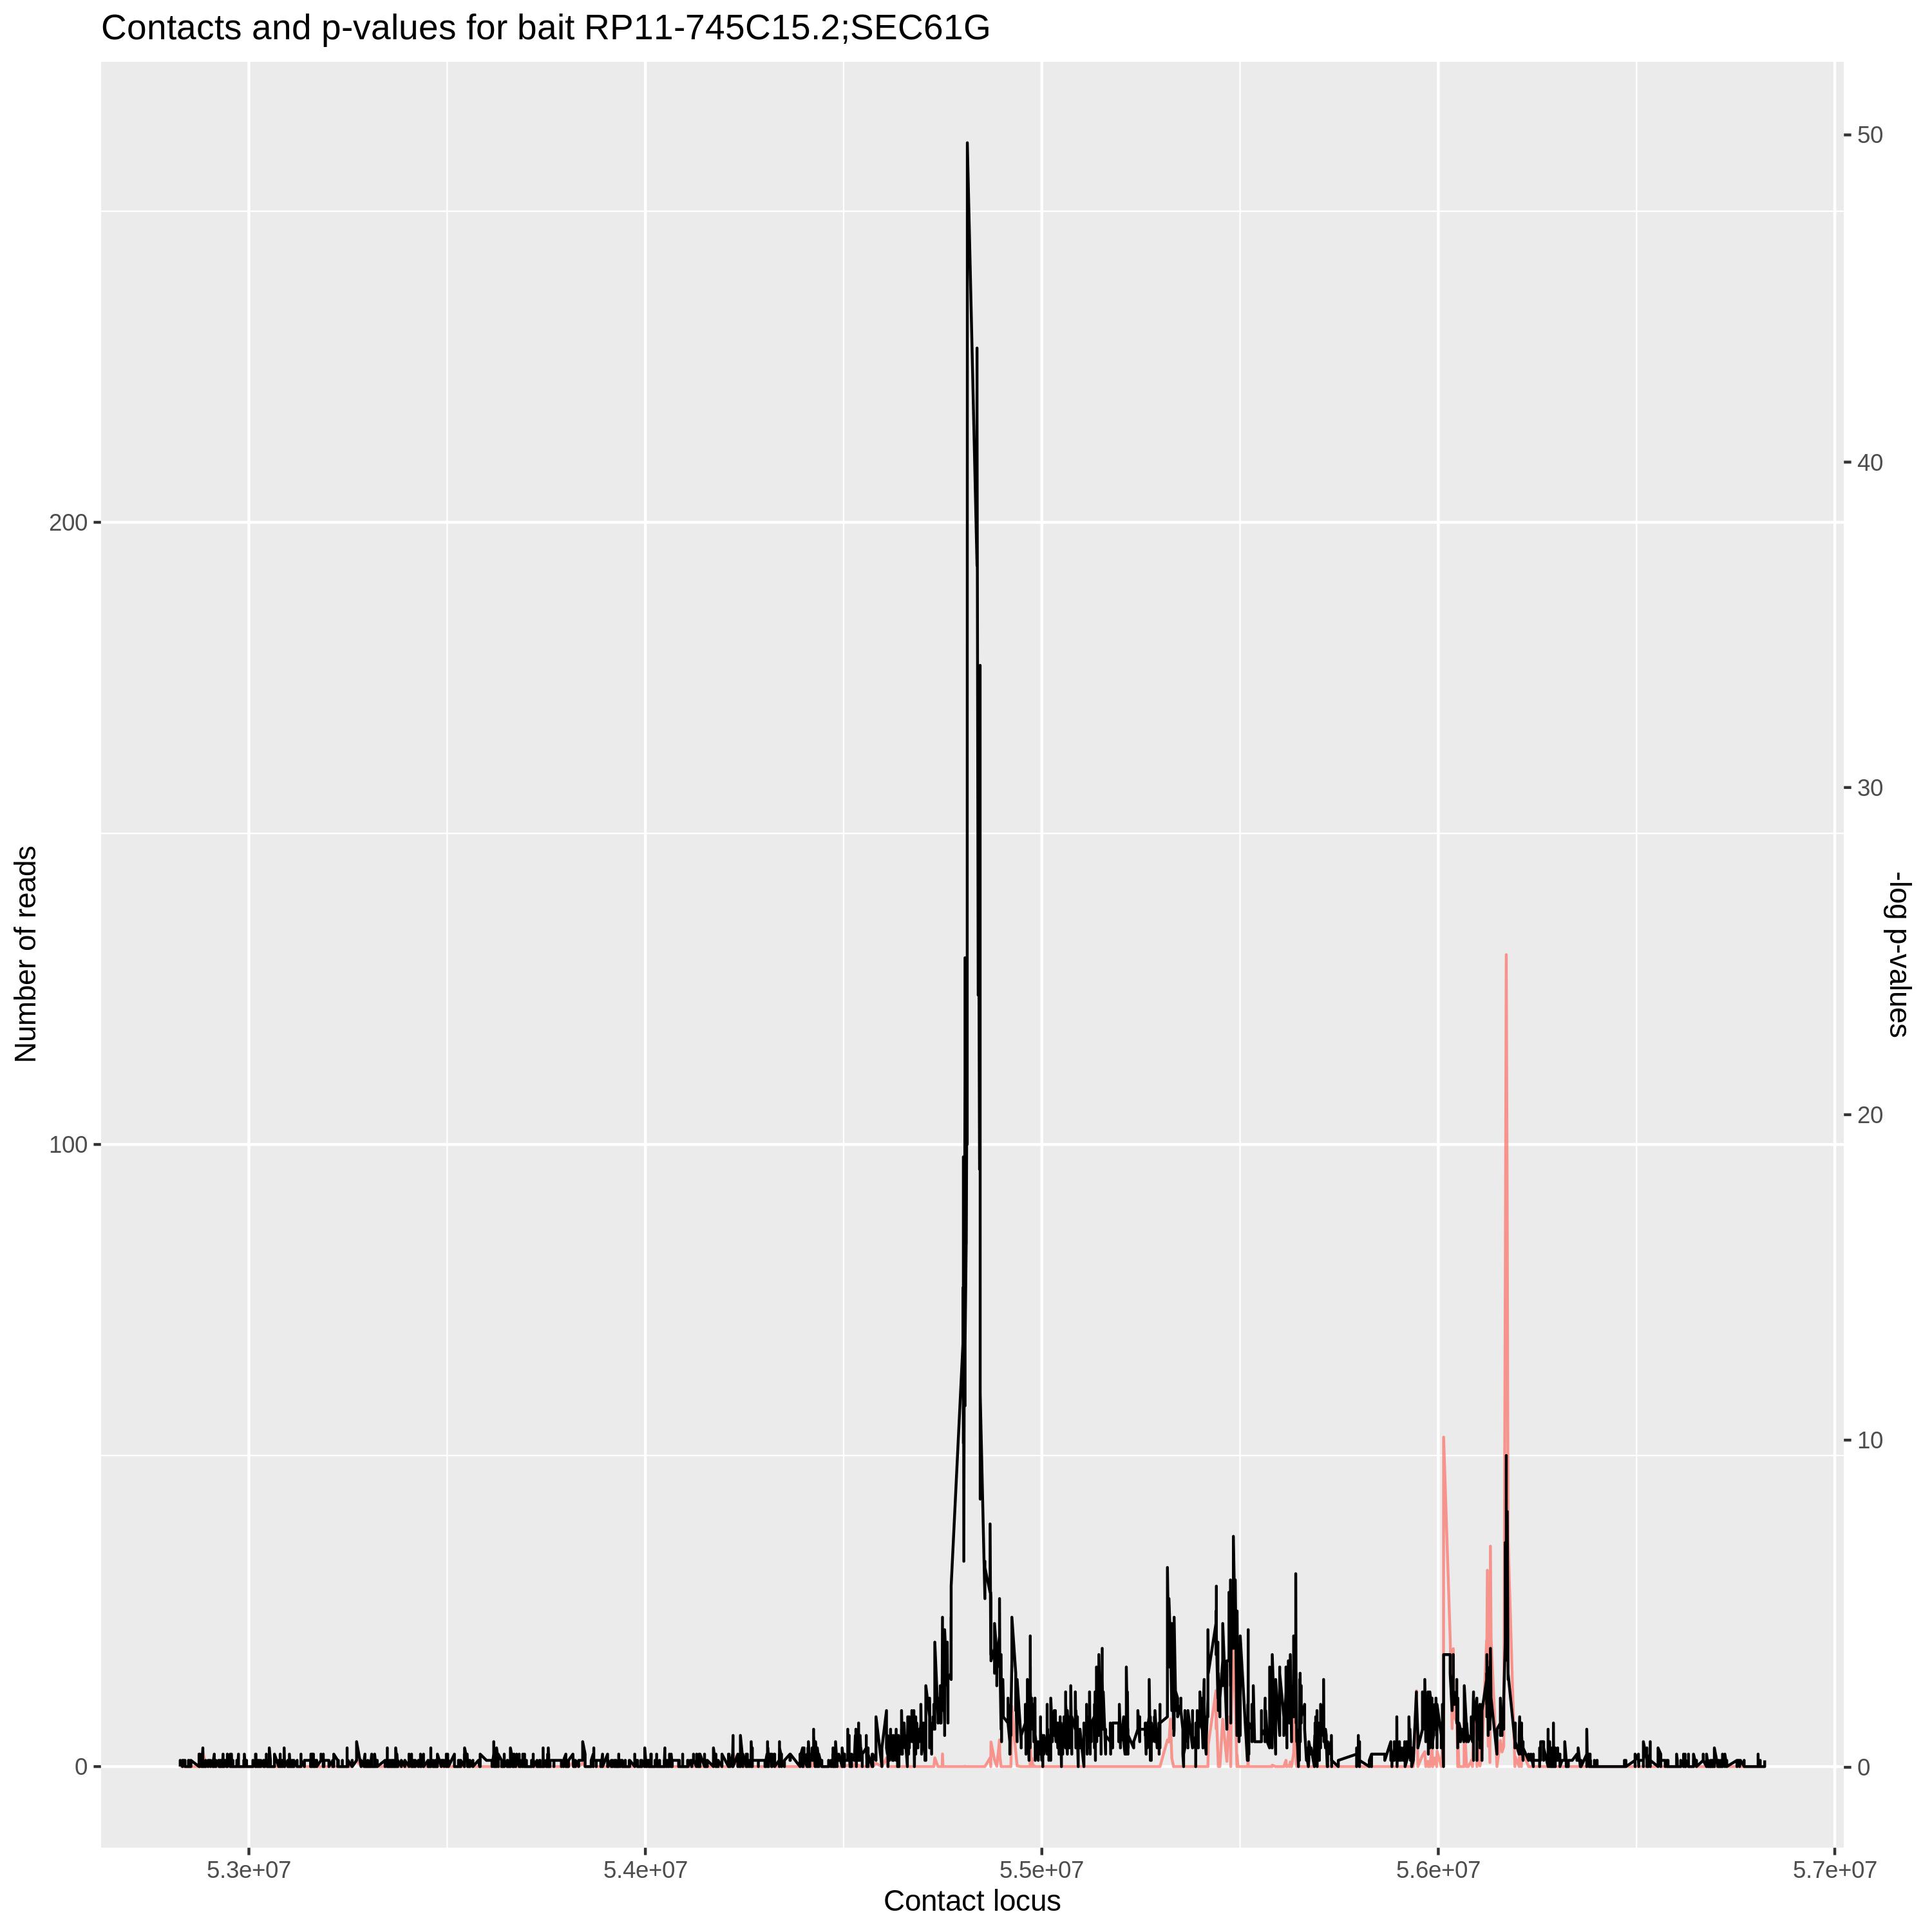 Contacts and p-values for bait RP11-745C15.2;SEC61G
Number of reads
200
100
0
50
40
30
20
10
0
-log p-values
5.3e+07 5.4e+07 5.5e+07 5.6e+07 5.7e+07
Contact locus